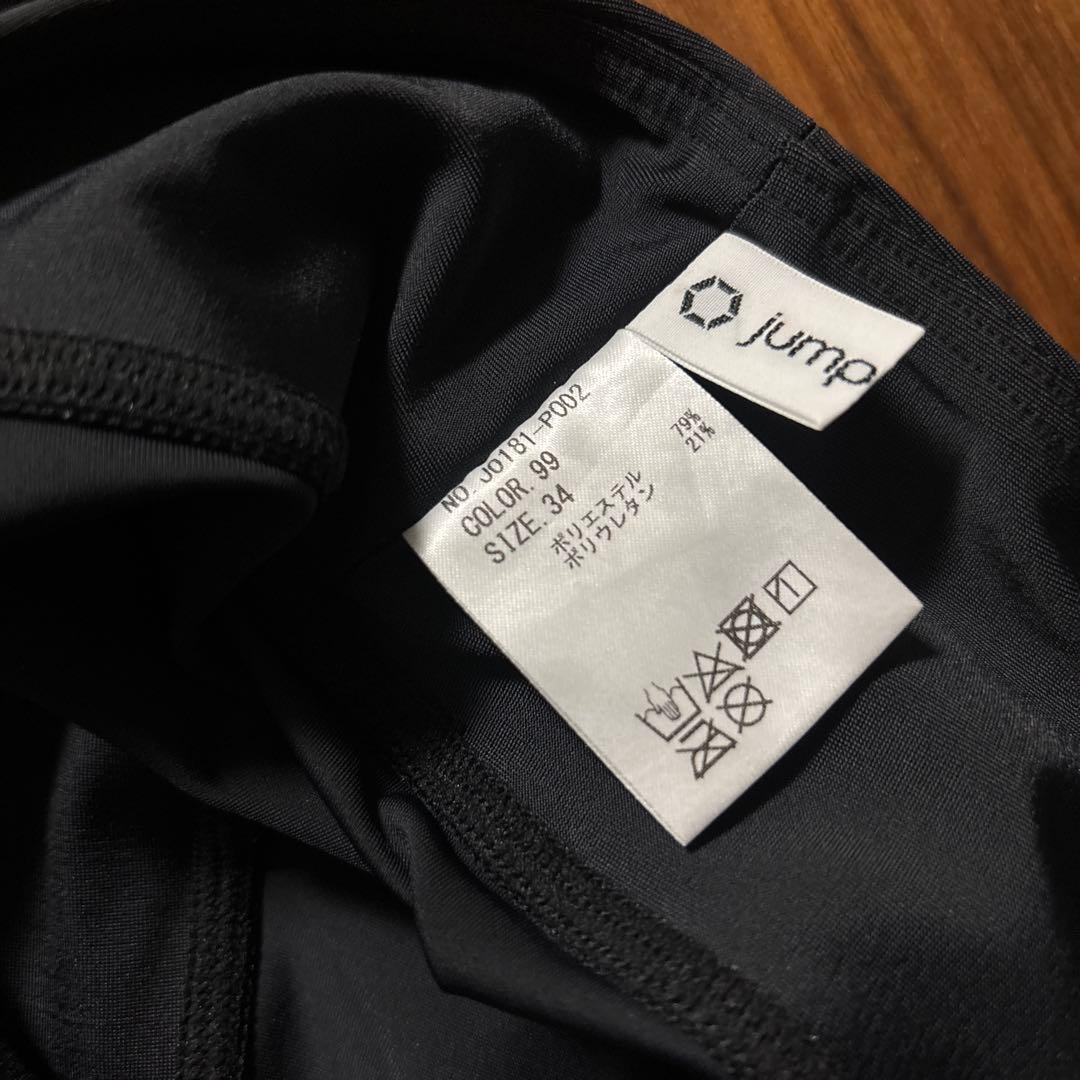 jump
NO. J0181-P002
COLOR. 99
SIZE. 34
ポリエステル 79%
ポリウレタン 21%